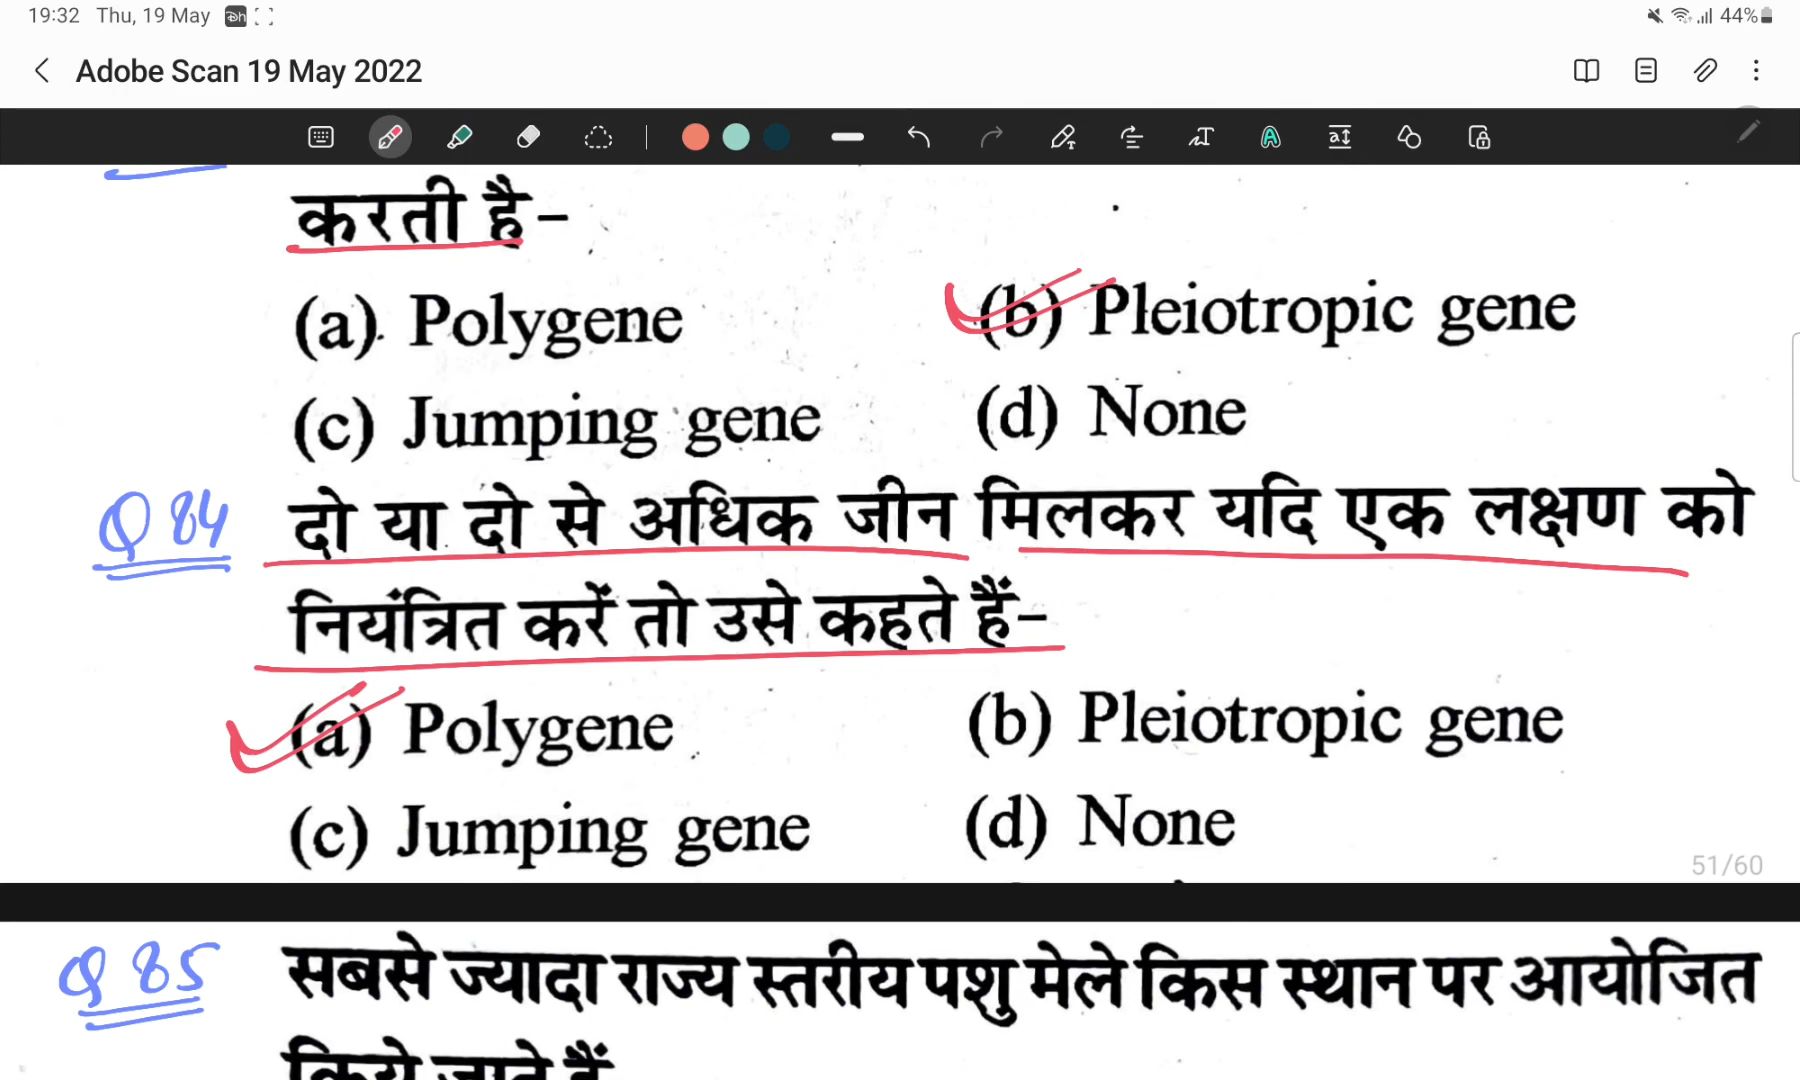 19:32 Thu, 19 May Dh 44%
Adobe Scan 19 May 2022
करती है-
(a) Polygene (b) Pleiotropic gene
(c) Jumping gene (d) None
Q 84 दो या दो से अधिक जीन मिलकर यदि एक लक्षण को
नियंत्रित करें तो उसे कहते हैं-
(a) Polygene (b) Pleiotropic gene
(c) Jumping gene (d) None
51/60
Q 85 सबसे ज्यादा राज्य स्तरीय पशु मेले किस स्थान पर आयोजित
किये जाते हैं